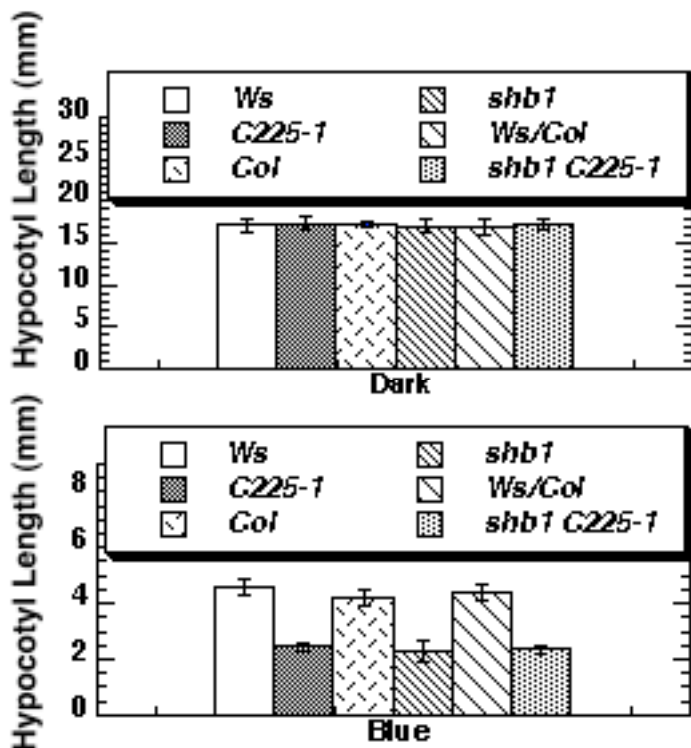 Hypocotyl Length (mm)
30
25
20
15
10
5
0
Ws
C225-1
Col
shb1
Ws/Col
shb1 C225-1
Dark
Hypocotyl Length (mm)
8
6
4
2
0
Ws
C225-1
Col
shb1
Ws/Col
shb1 C225-1
Blue